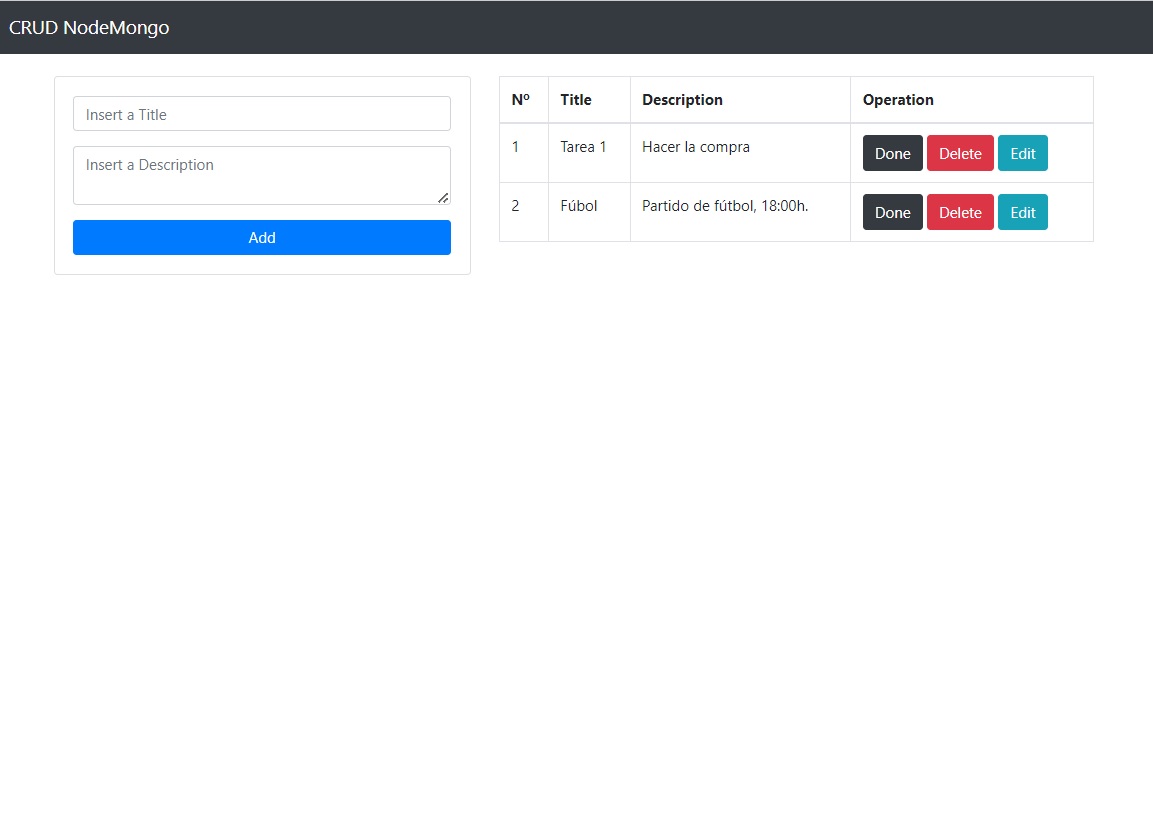 CRUD NodeMongo
Insert a Title
Insert a Description
Add
Nº Title Description Operation
1 Tarea 1 Hacer la compra Done Delete Edit
2 Fúbol Partido de fútbol, 18:00h. Done Delete Edit